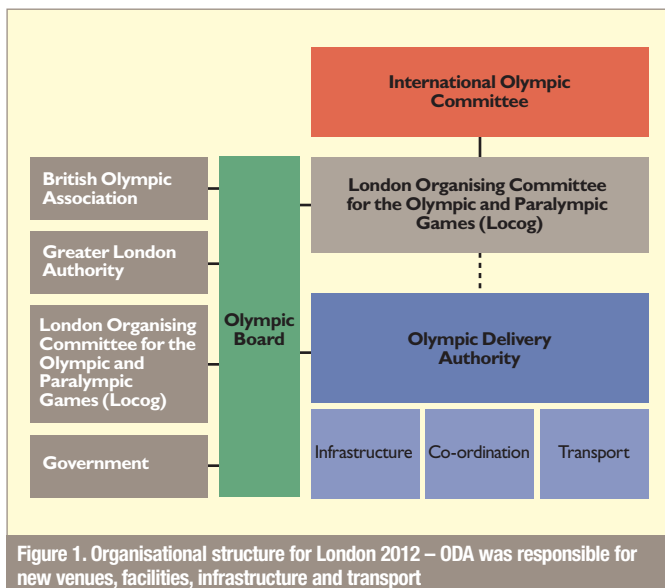 International Olympic
Committee
British Olympic
Association
Greater London
Authority
London Organising
Committee for the
Olympic and
Paralympic
Games (Locog)
Government
Olympic
Board
London Organising Committee
for the Olympic and Paralympic
Games (Locog)
Olympic Delivery
Authority
Infrastructure
Co-ordination
Transport
Figure 1. Organisational structure for London 2012 – ODA was responsible for
new venues, facilities, infrastructure and transport